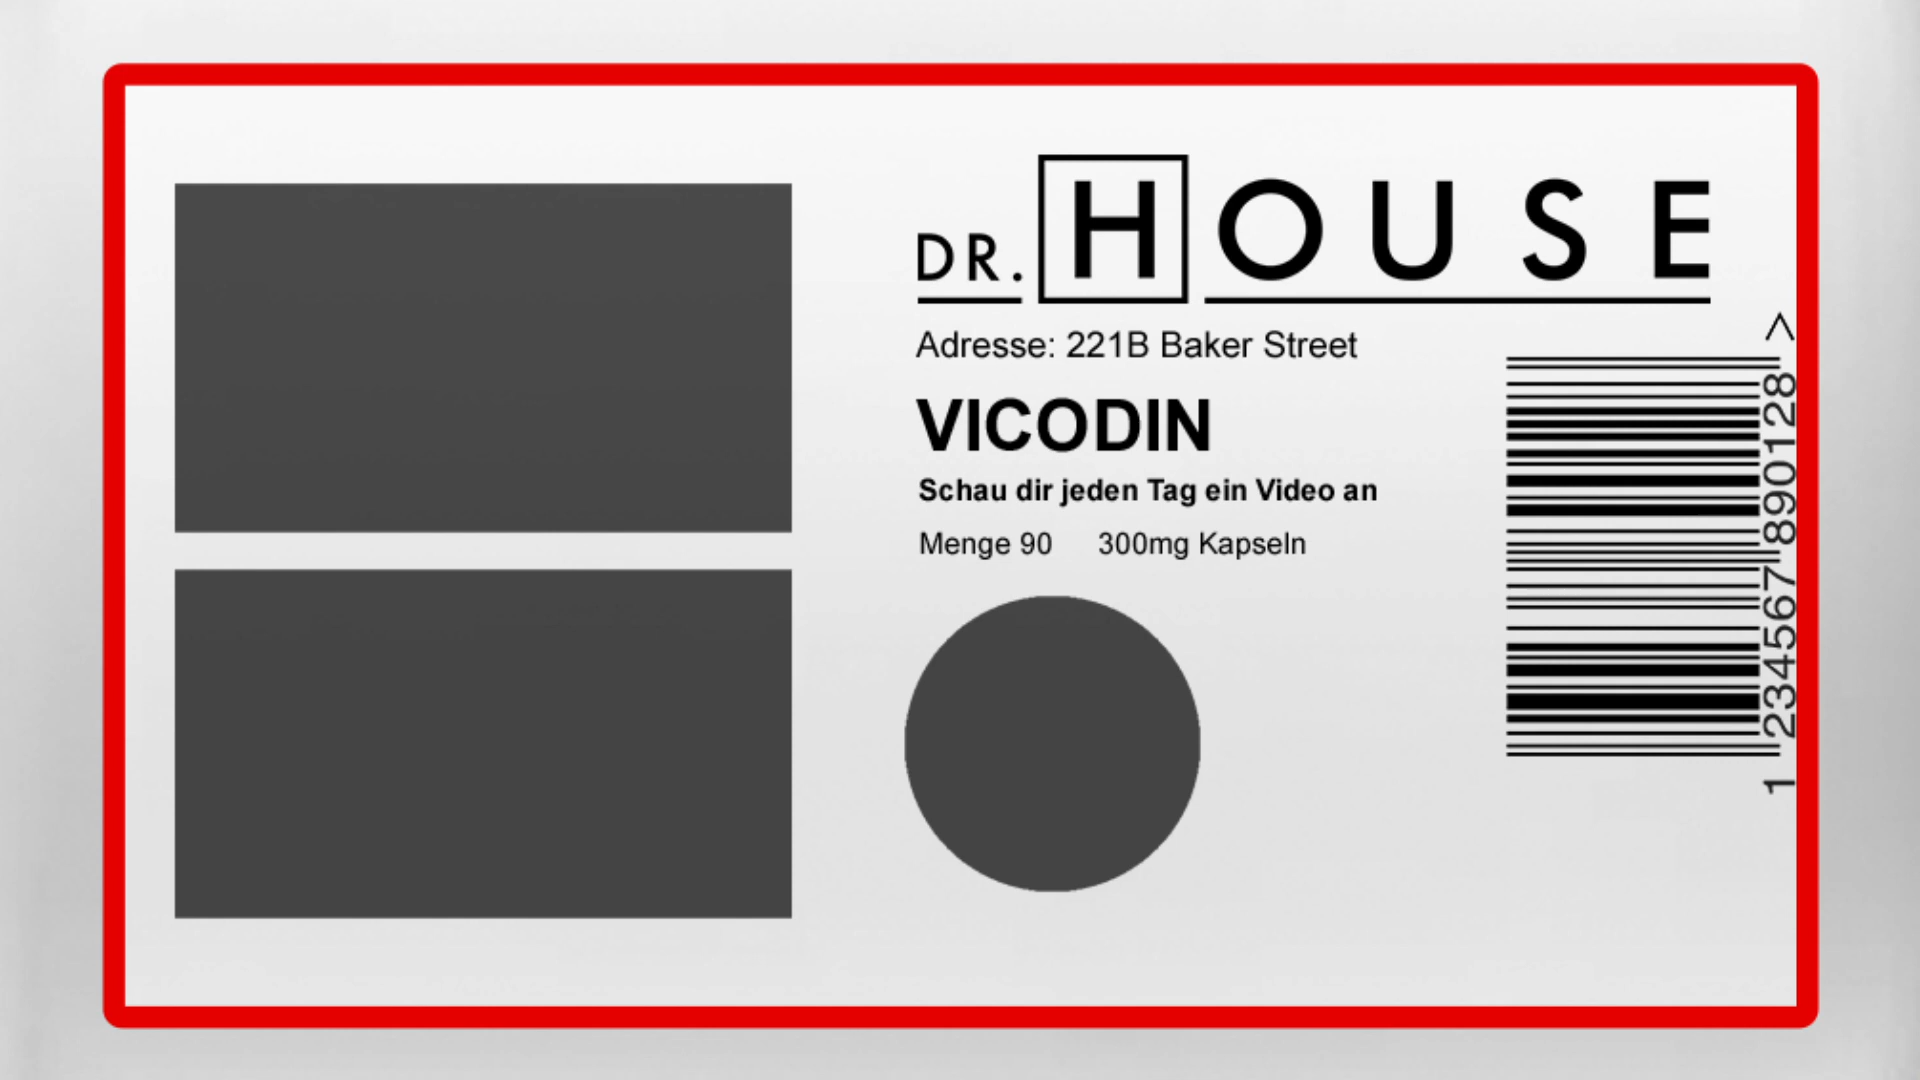 DR. HOUSE
Adresse: 221B Baker Street
VICODIN
Schau dir jeden Tag ein Video an
Menge 90 300mg Kapseln
1 234567 890128 >